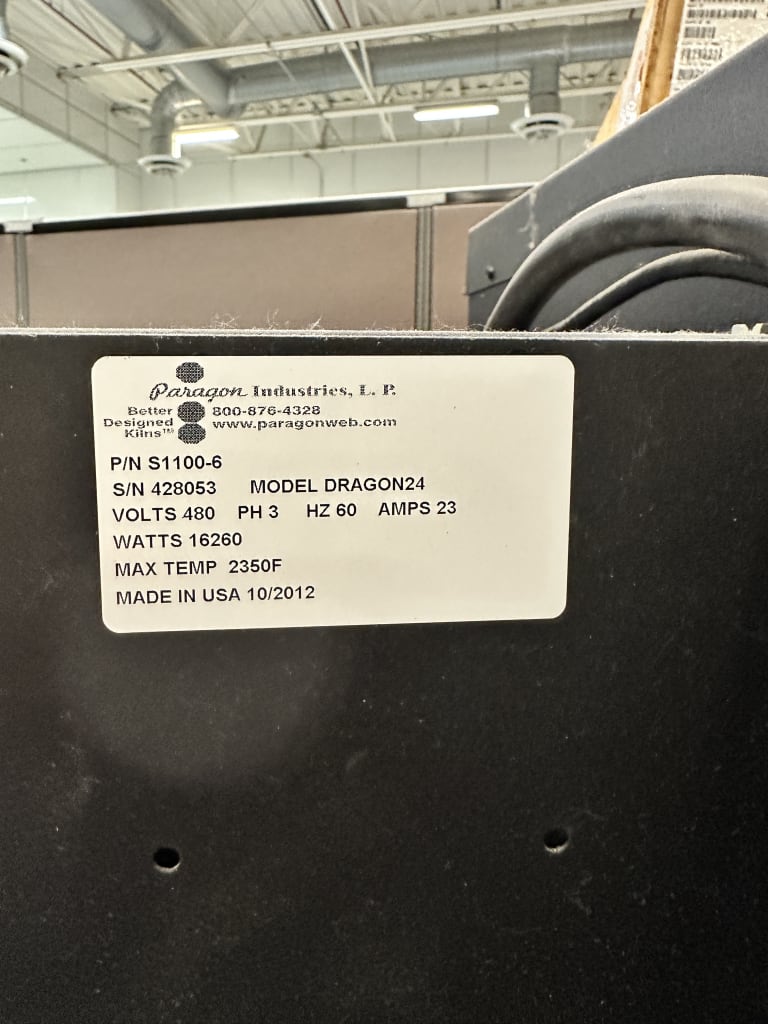 Paragon Industries, L. P.
Better
Designed
Kilns™
800-876-4328
www.paragonweb.com
P/N S1100-6
S/N 428053 MODEL DRAGON24
VOLTS 480 PH 3 HZ 60 AMPS 23
WATTS 16260
MAX TEMP 2350F
MADE IN USA 10/2012